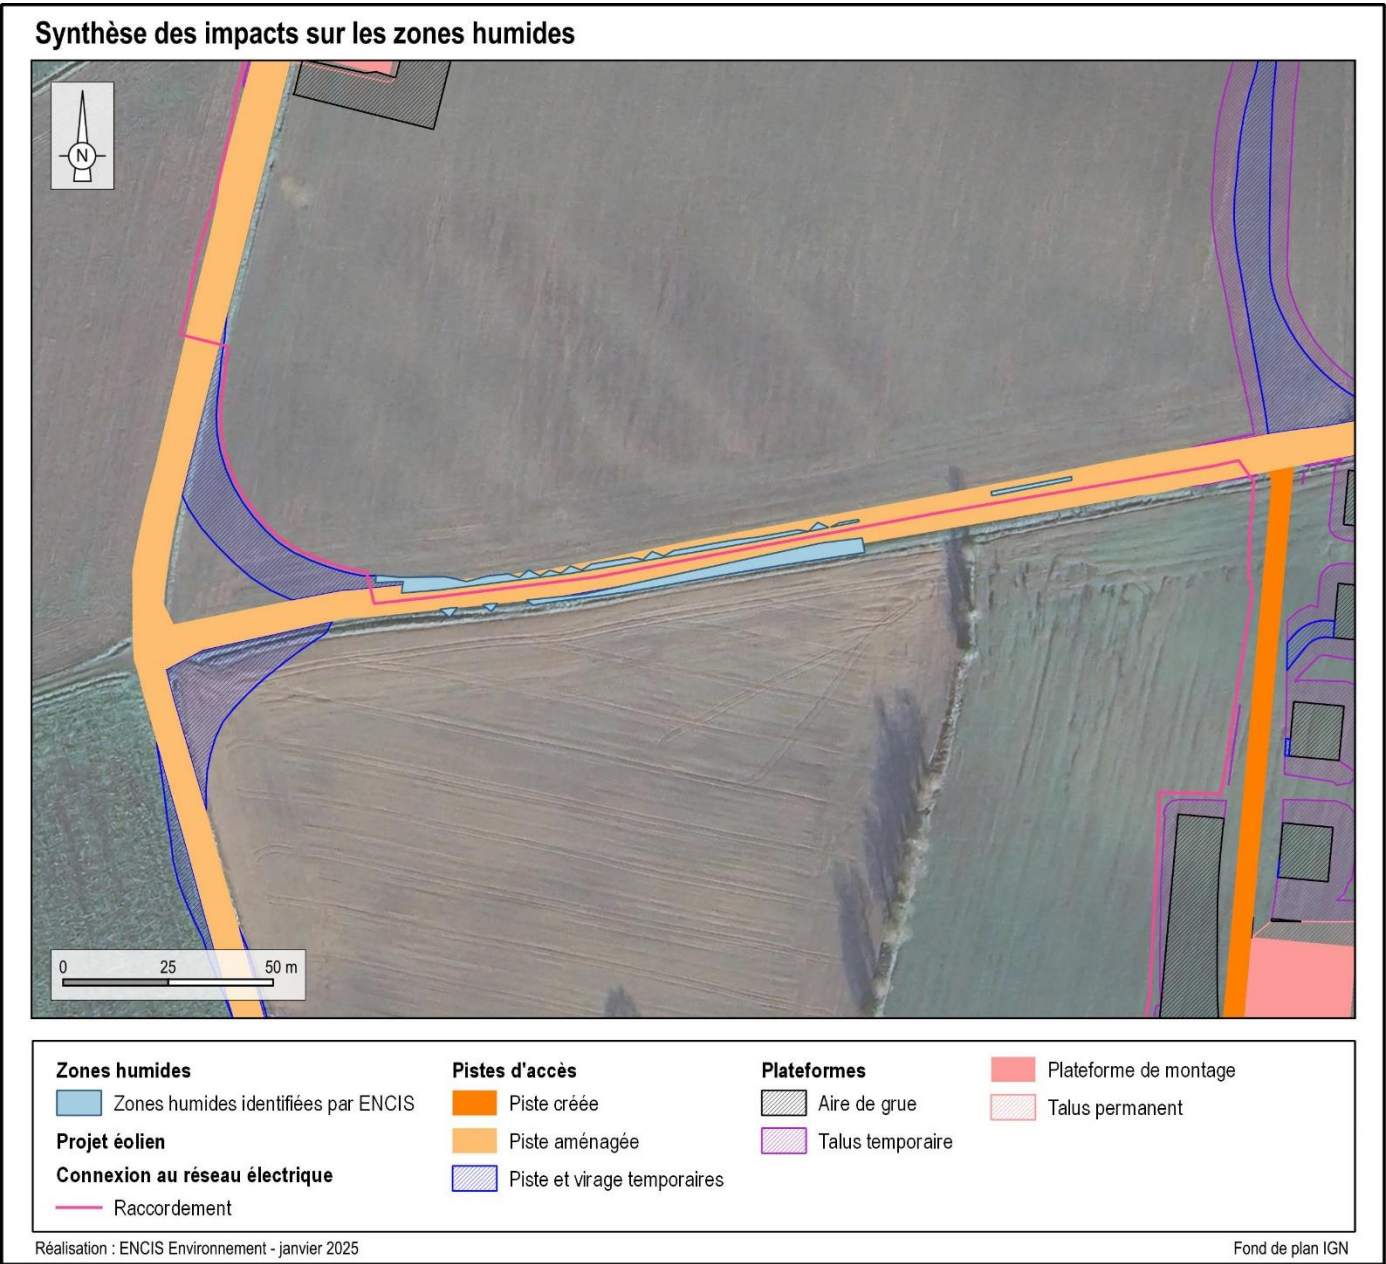 Synthèse des impacts sur les zones humides
N
0 25 50 m
Zones humides
Zones humides identifiées par ENCIS
Projet éolien
Connexion au réseau électrique
Raccordement
Pistes d'accès
Piste créée
Piste aménagée
Piste et virage temporaires
Plateformes
Aire de grue
Talus temporaire
Plateforme de montage
Talus permanent
Réalisation : ENCIS Environnement - janvier 2025
Fond de plan IGN